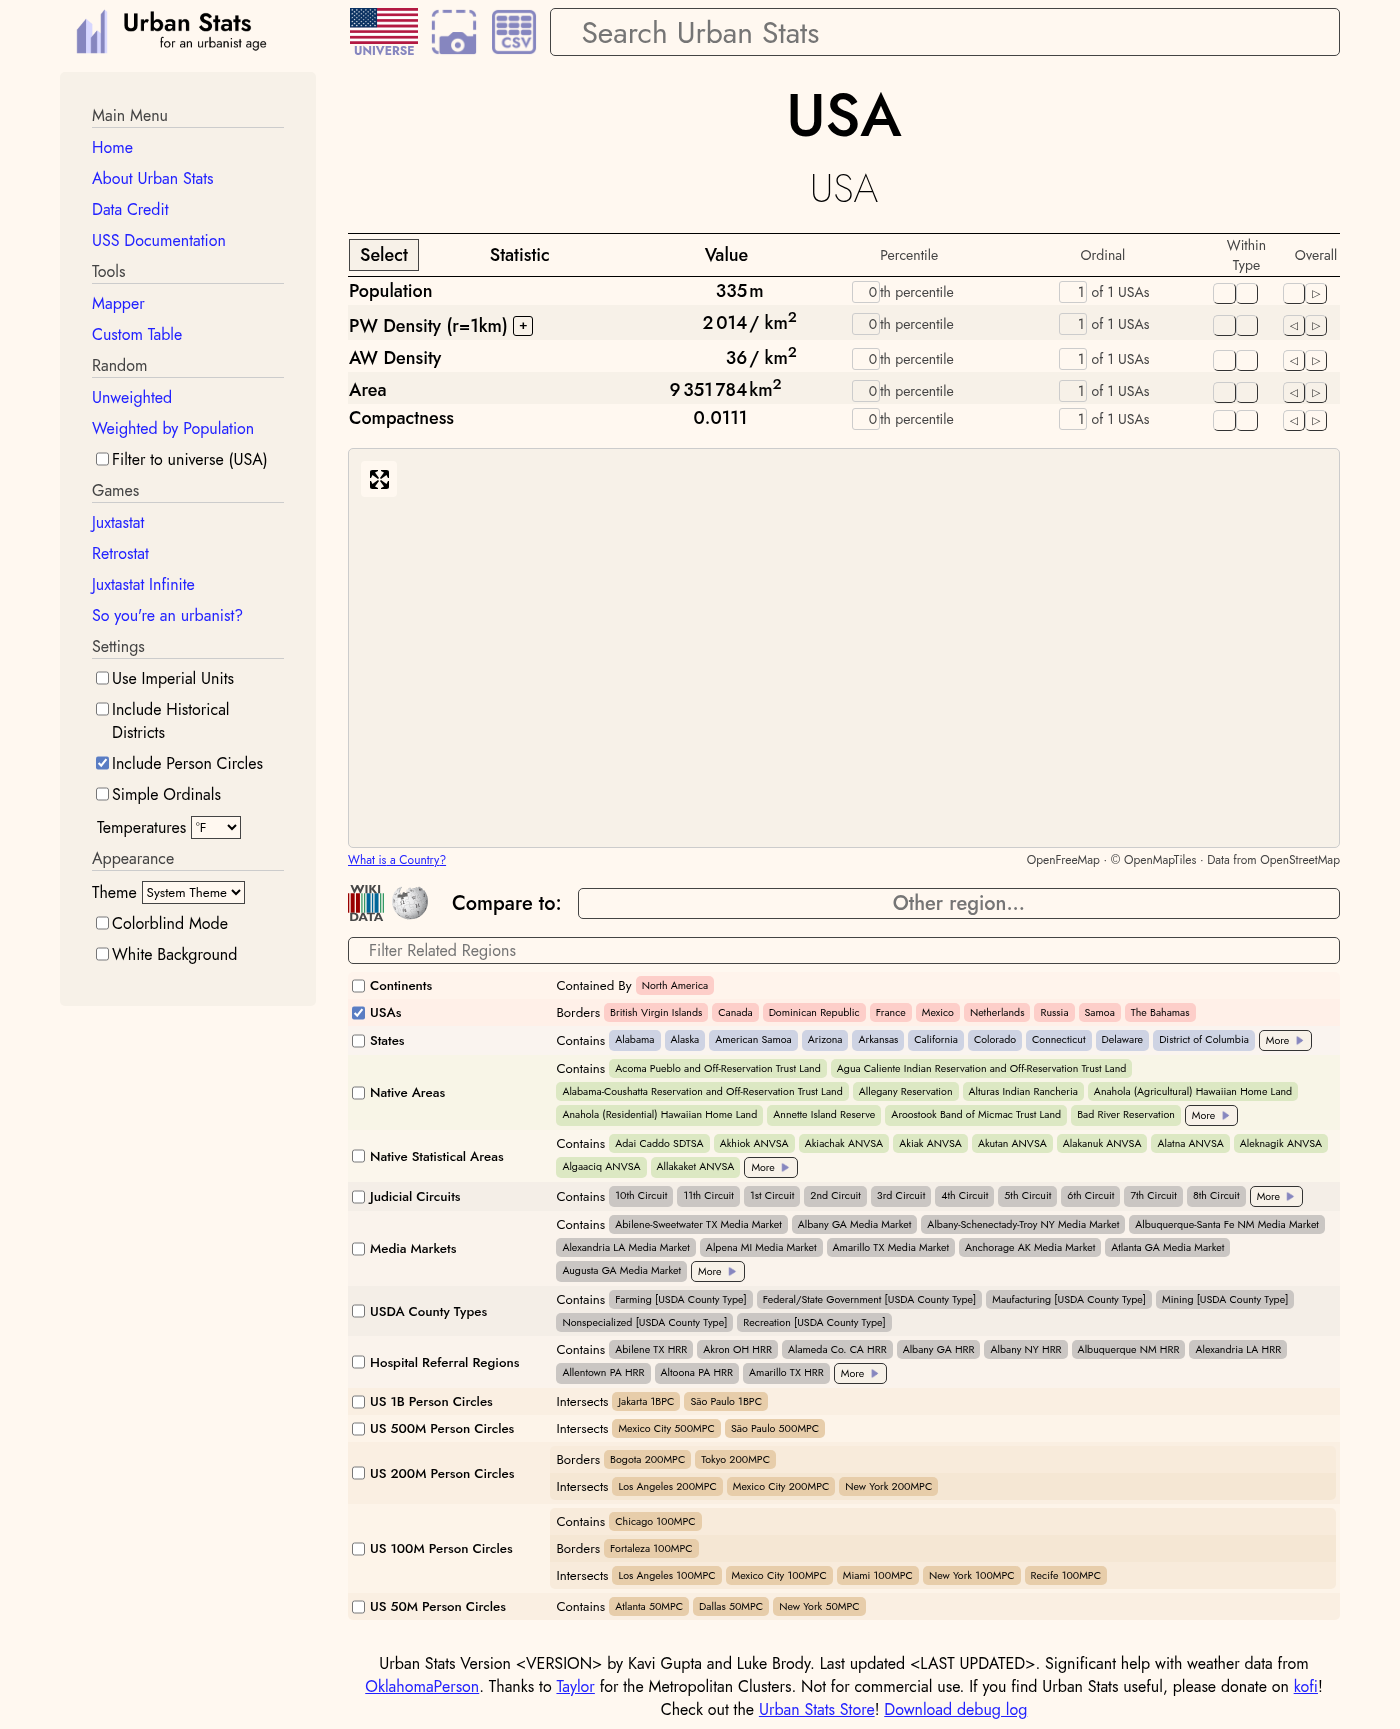 Urban Stats
for an urbanist age
UNIVERSE
CSV
Search Urban Stats
Main Menu
Home
About Urban Stats
Data Credit
USS Documentation
Tools
Mapper
Custom Table
Random
Unweighted
Weighted by Population
Filter to universe (USA)
Games
Juxtastat
Retrostat
Juxtastat Infinite
So you're an urbanist?
Settings
Use Imperial Units
Include Historical
Districts
Include Person Circles
Simple Ordinals
Temperatures °F
Appearance
Theme System Theme
Colorblind Mode
White Background
USA
USA
Select Statistic Value Percentile Ordinal Within Type Overall
Population 335 m 0 th percentile 1 of 1 USAs
PW Density (r=1km) + 2 014 / km2 0 th percentile 1 of 1 USAs
AW Density 36 / km2 0 th percentile 1 of 1 USAs
Area 9 351 784 km2 0 th percentile 1 of 1 USAs
Compactness 0.0111 0 th percentile 1 of 1 USAs
What is a Country? OpenFreeMap · © OpenMapTiles · Data from OpenStreetMap
WIKI DATA Compare to: Other region...
Filter Related Regions
Continents Contained By North America
USAs Borders British Virgin Islands Canada Dominican Republic France Mexico Netherlands Russia Samoa The Bahamas
States Contains Alabama Alaska American Samoa Arizona Arkansas California Colorado Connecticut Delaware District of Columbia More
Native Areas
Contains Acoma Pueblo and Off-Reservation Trust Land Agua Caliente Indian Reservation and Off-Reservation Trust Land
Alabama-Coushatta Reservation and Off-Reservation Trust Land Allegany Reservation Alturas Indian Rancheria Anahola (Agricultural) Hawaiian Home Land
Anahola (Residential) Hawaiian Home Land Annette Island Reserve Aroostook Band of Micmac Trust Land Bad River Reservation More
Native Statistical Areas
Contains Adai Caddo SDTSA Akhiok ANVSA Akiachak ANVSA Akiak ANVSA Akutan ANVSA Alakanuk ANVSA Alatna ANVSA Aleknagik ANVSA
Algaaciq ANVSA Allakaket ANVSA More
Judicial Circuits Contains 10th Circuit 11th Circuit 1st Circuit 2nd Circuit 3rd Circuit 4th Circuit 5th Circuit 6th Circuit 7th Circuit 8th Circuit More
Media Markets
Contains Abilene-Sweetwater TX Media Market Albany GA Media Market Albany-Schenectady-Troy NY Media Market Albuquerque-Santa Fe NM Media Market
Alexandria LA Media Market Alpena MI Media Market Amarillo TX Media Market Anchorage AK Media Market Atlanta GA Media Market
Augusta GA Media Market More
USDA County Types
Contains Farming [USDA County Type] Federal/State Government [USDA County Type] Maufacturing [USDA County Type] Mining [USDA County Type]
Nonspecialized [USDA County Type] Recreation [USDA County Type]
Hospital Referral Regions
Contains Abilene TX HRR Akron OH HRR Alameda Co. CA HRR Albany GA HRR Albany NY HRR Albuquerque NM HRR Alexandria LA HRR
Allentown PA HRR Altoona PA HRR Amarillo TX HRR More
US 1B Person Circles Intersects Jakarta 1BPC São Paulo 1BPC
US 500M Person Circles Intersects Mexico City 500MPC São Paulo 500MPC
US 200M Person Circles
Borders Bogota 200MPC Tokyo 200MPC
Intersects Los Angeles 200MPC Mexico City 200MPC New York 200MPC
US 100M Person Circles
Contains Chicago 100MPC
Borders Fortaleza 100MPC
Intersects Los Angeles 100MPC Mexico City 100MPC Miami 100MPC New York 100MPC Recife 100MPC
US 50M Person Circles Contains Atlanta 50MPC Dallas 50MPC New York 50MPC
Urban Stats Version <VERSION> by Kavi Gupta and Luke Brody. Last updated <LAST UPDATED>. Significant help with weather data from
OklahomaPerson. Thanks to Taylor for the Metropolitan Clusters. Not for commercial use. If you find Urban Stats useful, please donate on kofi!
Check out the Urban Stats Store! Download debug log